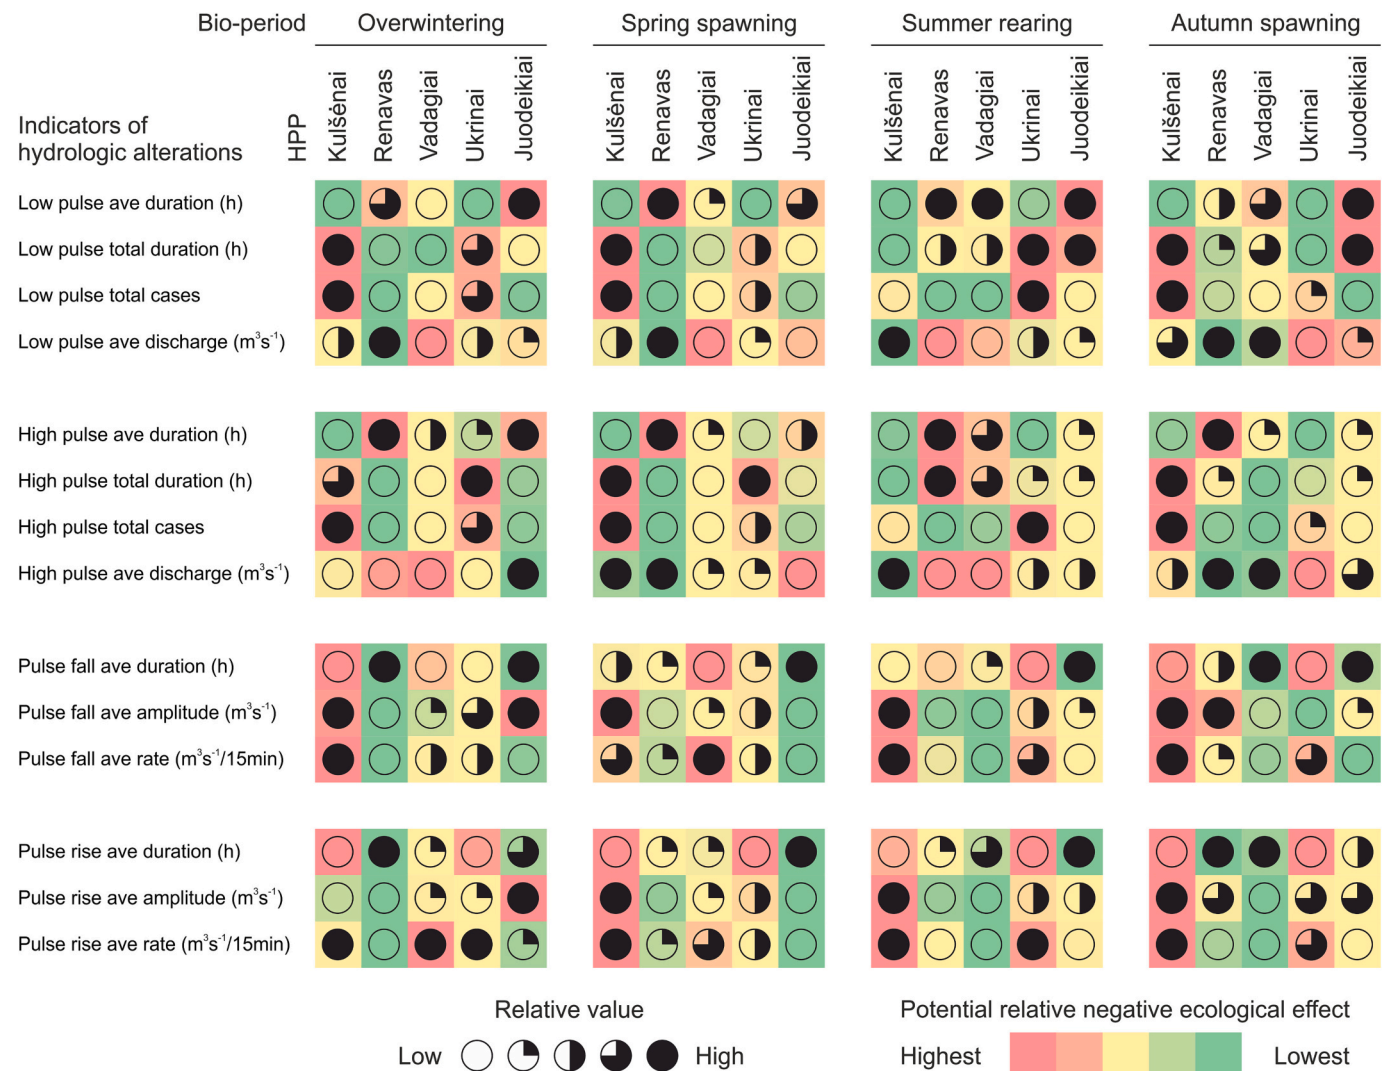 Bio-period Overwintering Spring spawning Summer rearing Autumn spawning
Indicators of
hydrologic alterations
HPP Kulšėnai Renavas Vadagiai Ukrinai Juodeikiai Kulšėnai Renavas Vadagiai Ukrinai Juodeikiai Kulšėnai Renavas Vadagiai Ukrinai Juodeikiai Kulšėnai Renavas Vadagiai Ukrinai Juodeikiai
Low pulse ave duration (h)
Low pulse total duration (h)
Low pulse total cases
Low pulse ave discharge (m³s⁻¹)
High pulse ave duration (h)
High pulse total duration (h)
High pulse total cases
High pulse ave discharge (m³s⁻¹)
Pulse fall ave duration (h)
Pulse fall ave amplitude (m³s⁻¹)
Pulse fall ave rate (m³s⁻¹/15min)
Pulse rise ave duration (h)
Pulse rise ave amplitude (m³s⁻¹)
Pulse rise ave rate (m³s⁻¹/15min)
Relative value
Low High
Potential relative negative ecological effect
Highest Lowest